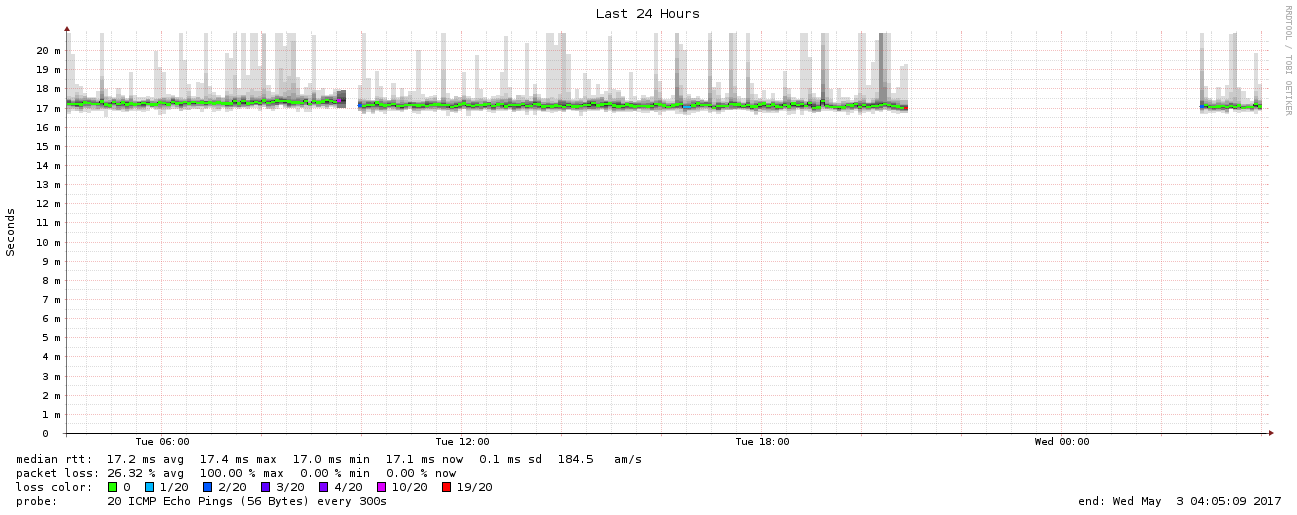 Last 24 Hours
RRDTOOL / TOBI OETIKER
Seconds
20 m
19 m
18 m
17 m
16 m
15 m
14 m
13 m
12 m
11 m
10 m
9 m
8 m
7 m
6 m
5 m
4 m
3 m
2 m
1 m
0
Tue 06:00 Tue 12:00 Tue 18:00 Wed 00:00
median rtt: 17.2 ms avg 17.4 ms max 17.0 ms min 17.1 ms now 0.1 ms sd 184.5 am/s
packet loss: 26.32 % avg 100.00 % max 0.00 % min 0.00 % now
loss color: 0 1/20 2/20 3/20 4/20 10/20 19/20
probe: 20 ICMP Echo Pings (56 Bytes) every 300s end: Wed May 3 04:05:09 2017